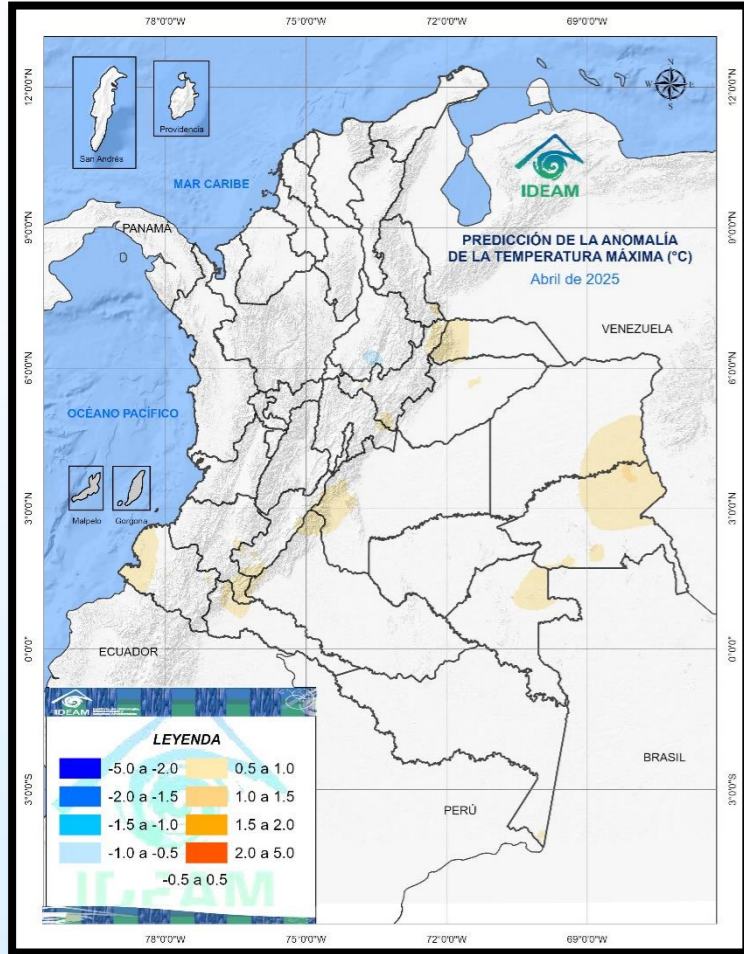 78°0'0"W
75°0'0"W
72°0'0"W
69°0'0"W
12°0'0"N
9°0'0"N
6°0'0"N
3°0'0"N
0°0'0"
3°0'0"S
12°0'0"N
9°0'0"N
6°0'0"N
3°0'0"N
0°0'0"
3°0'0"S
N
W
E
S
San Andrés
Providencia
MAR CARIBE
IDEAM
PANAMÁ
PREDICCIÓN DE LA ANOMALÍA
DE LA TEMPERATURA MÁXIMA (°C)
Abril de 2025
VENEZUELA
OCÉANO PACÍFICO
Malpelo
Gorgona
ECUADOR
BRASIL
PERÚ
IDEAM
LEYENDA
-5.0 a -2.0
0.5 a 1.0
-2.0 a -1.5
1.0 a 1.5
-1.5 a -1.0
1.5 a 2.0
-1.0 a -0.5
2.0 a 5.0
-0.5 a 0.5
IDEAM
78°0'0"W
75°0'0"W
72°0'0"W
69°0'0"W